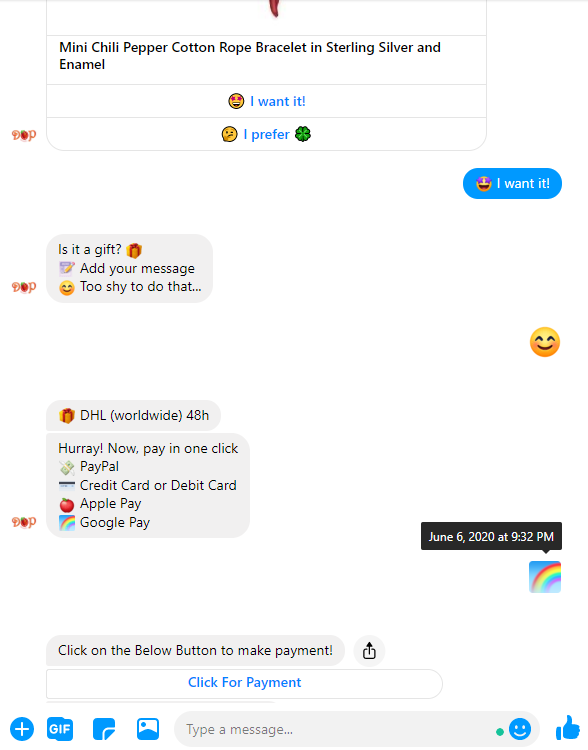 Mini Chili Pepper Cotton Rope Bracelet in Sterling Silver and
Enamel
🤩 I want it!
🤔 I prefer 🍀
DOP
🤩 I want it!
Is it a gift? 🎁
📝 Add your message
😊 Too shy to do that...
DOP
😊
🎁 DHL (worldwide) 48h
Hurray! Now, pay in one click
💸 PayPal
💳 Credit Card or Debit Card
🍎 Apple Pay
🌈 Google Pay
DOP
June 6, 2020 at 9:32 PM
🌈
Click on the Below Button to make payment!
Click For Payment
GIF
Type a message...